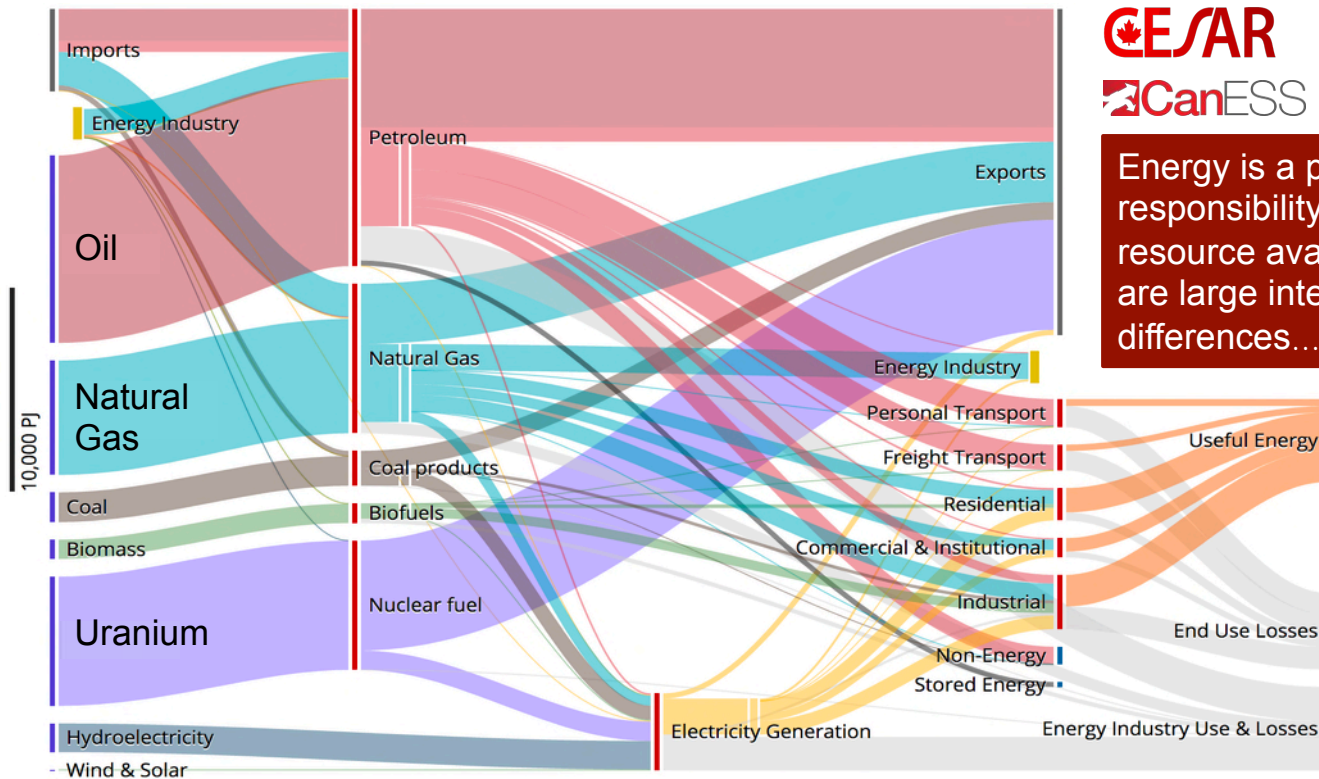 Imports
Energy Industry
Oil
Natural
Gas
Coal
Biomass
Uranium
Hydroelectricity
Wind & Solar
10,000 PJ
Petroleum
Natural Gas
Coal products
Biofuels
Nuclear fuel
Electricity Generation
Exports
Energy Industry
Personal Transport
Freight Transport
Residential
Commercial & Institutional
Industrial
Non-Energy
Stored Energy
Useful Energy
End Use Losses
Energy Industry Use & Losses
CESAR
CanESS
Energy is a p
responsibility
resource ava
are large inte
differences...